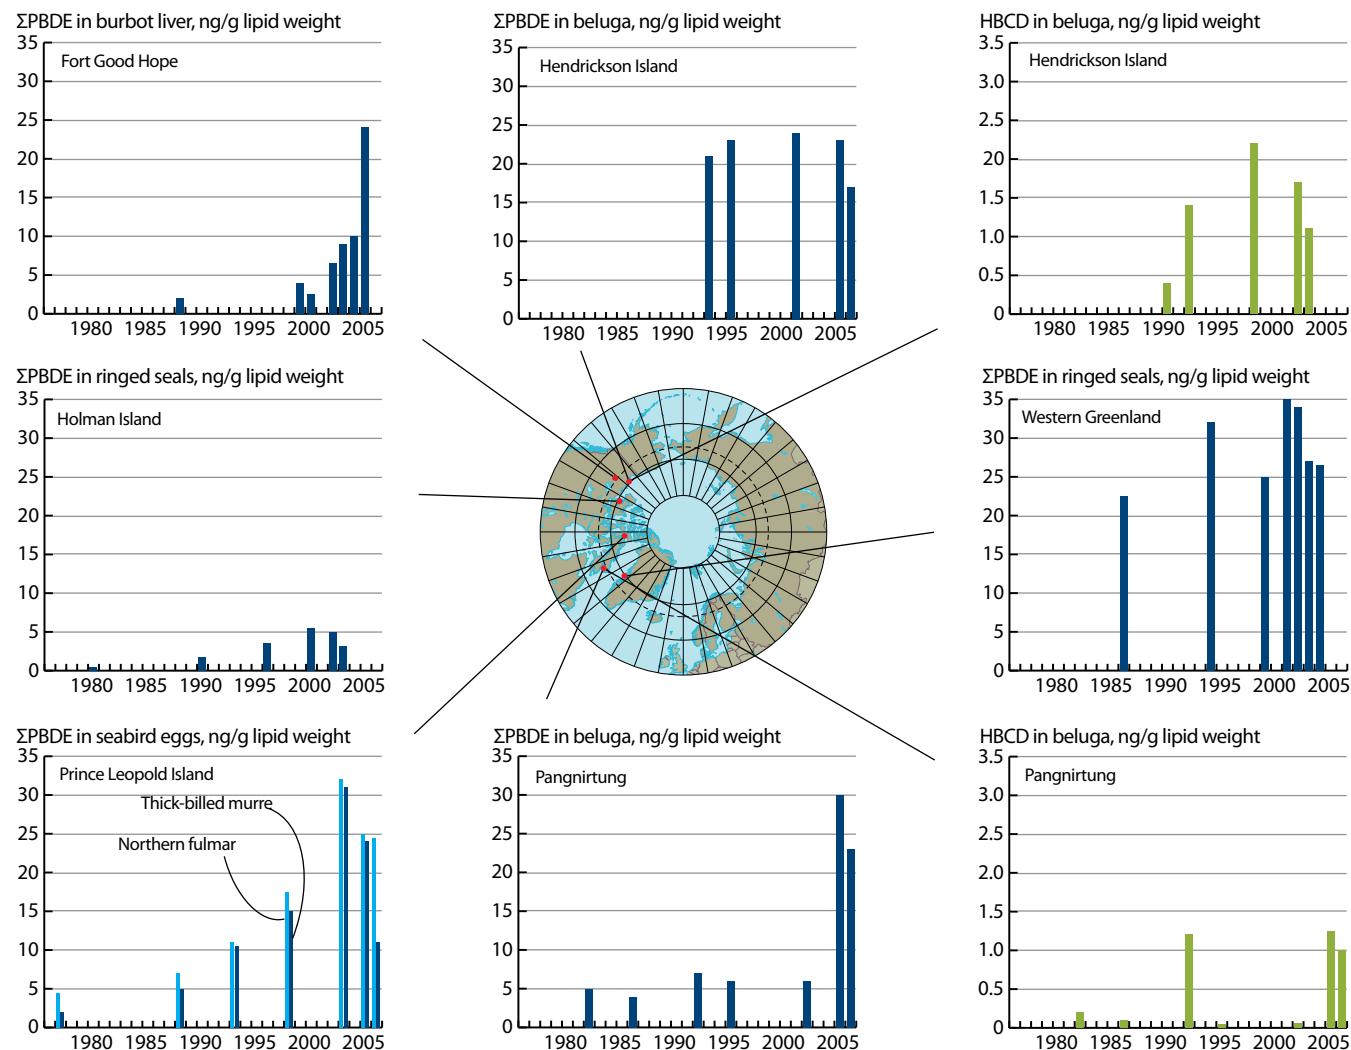 ΣPBDE in burbot liver, ng/g lipid weight
35
Fort Good Hope
30
25
20
15
10
5
0
1980 1985 1990 1995 2000 2005
ΣPBDE in beluga, ng/g lipid weight
35
Hendrickson Island
30
25
20
15
10
5
0
1980 1985 1990 1995 2000 2005
HBCD in beluga, ng/g lipid weight
3.5
Hendrickson Island
3.0
2.5
20
1.5
1.0
0.5
0
1980 1985 1990 1995 2000 2005
ΣPBDE in ringed seals, ng/g lipid weight
35
Holman Island
30
25
20
15
10
5
0
1980 1985 1990 1995 2000 2005
ΣPBDE in ringed seals, ng/g lipid weight
35
Western Greenland
30
25
20
15
10
5
0
1980 1985 1990 1995 2000 2005
ΣPBDE in seabird eggs, ng/g lipid weight
35
Prince Leopold Island
30
Thick-billed murre
25
Northern fulmar
20
15
10
5
0
1980 1985 1990 1995 2000 2005
ΣPBDE in beluga, ng/g lipid weight
35
Pangnirtung
30
25
20
15
10
5
0
1980 1985 1990 1995 2000 2005
HBCD in beluga, ng/g lipid weight
3.5
Pangnirtung
3.0
2.5
2.0
1.5
1.0
0.5
0
1980 1985 1990 1995 2000 2005